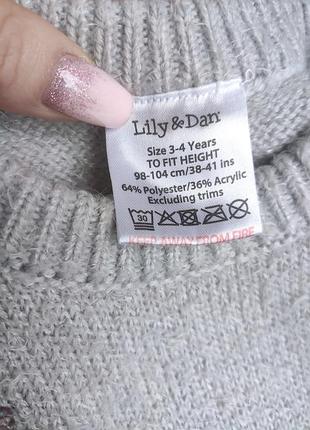 Lily & Dan
Size 3-4 Years
TO FIT HEIGHT
98-104 cm/38-41 ins
64% Polyester/36% Acrylic
Excluding trims
30
KEEP AWAY FROM FIRE